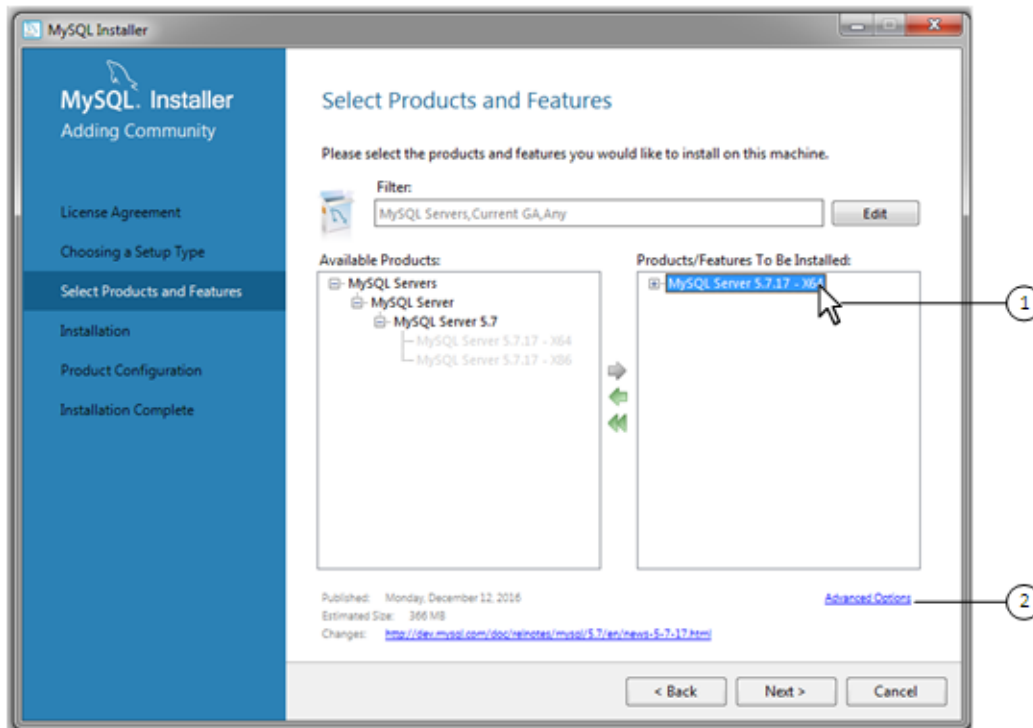 MySQL Installer
MySQL. Installer
Adding Community
License Agreement
Choosing a Setup Type
Select Products and Features
Installation
Product Configuration
Installation Complete
Select Products and Features
Please select the products and features you would like to install on this machine.
Filter:
MySQL Servers,Current GA,Any
Edit
Available Products:
MySQL Servers
MySQL Server
MySQL Server 5.7
MySQL Server 5.7.17 - X64
MySQL Server 5.7.17 - X86
Products/Features To Be Installed:
MySQL Server 5.7.17 - X64
1
Published: Monday, December 12, 2016
Estimated Size: 366 MB
Changes: http://dev.mysql.com/doc/relnotes/mysql/5.7/en/news-5-7-17.html
Advanced Options
2
< Back
Next >
Cancel